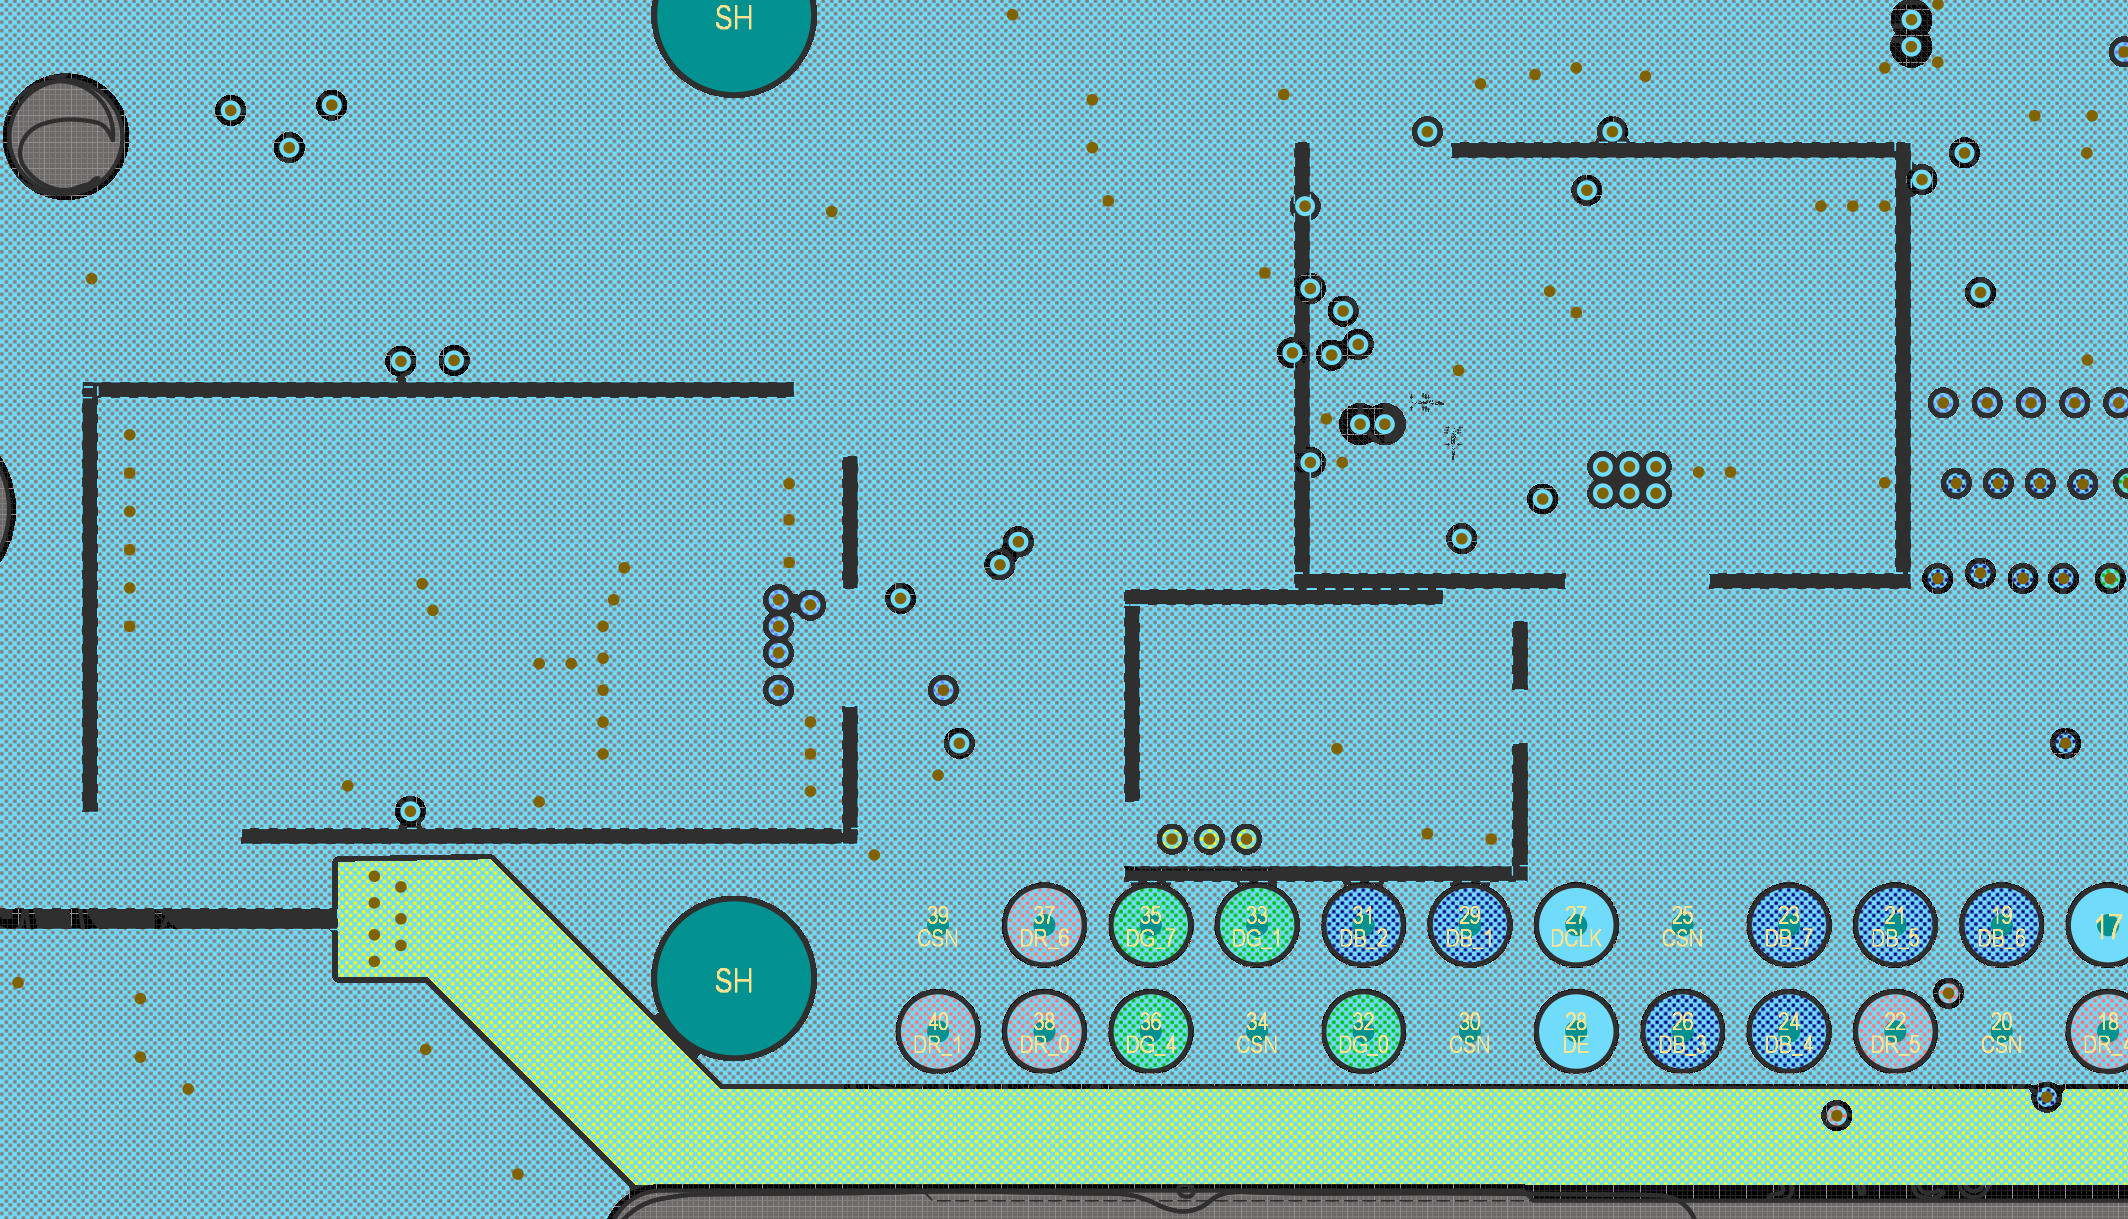 SH
39
CSN
37
DR_6
35
DG_7
33
DG_1
31
DB_2
29
DB_1
27
DCLK
25
CSN
23
DB_7
21
DB_5
19
DB_6
17
SH
40
DR_1
38
DR_0
36
DG_4
34
CSN
32
DG_0
30
CSN
28
DE
26
DB_3
24
DB_4
22
DR_5
20
CSN
18